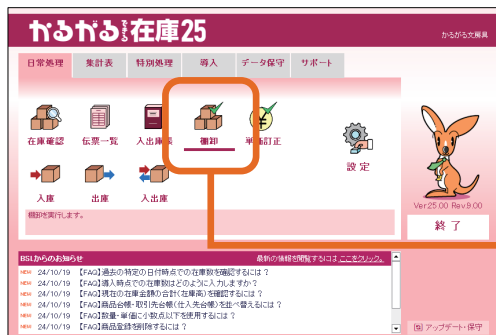 かるがるできる在庫25
かるがる文房具
日常処理 集計表 特別処理 導入 データ保守 サポート
在庫確認 伝票一覧 入出庫表 棚卸 単価訂正
設定
入庫 出庫 入出庫
棚卸を実行します。
Ver25.00 Rev9.00
終了
BSLからのお知らせ 最新の情報を閲覧するには ここをクリック。
NEW 24/10/19 【FAQ】過去の特定の日付時点での在庫数を確認するには？
NEW 24/10/19 【FAQ】導入時点での在庫数はどのように入力しますか？
NEW 24/10/19 【FAQ】現在の在庫金額の合計(在庫高)を確認するには？
NEW 24/10/19 【FAQ】商品台帳・取引先台帳(仕入先台帳)を並べ替えるには？
NEW 24/10/19 【FAQ】数量・単価に小数点以下を使用するには？
NEW 24/10/19 【FAQ】商品登録を削除するには？
アップデート・保守